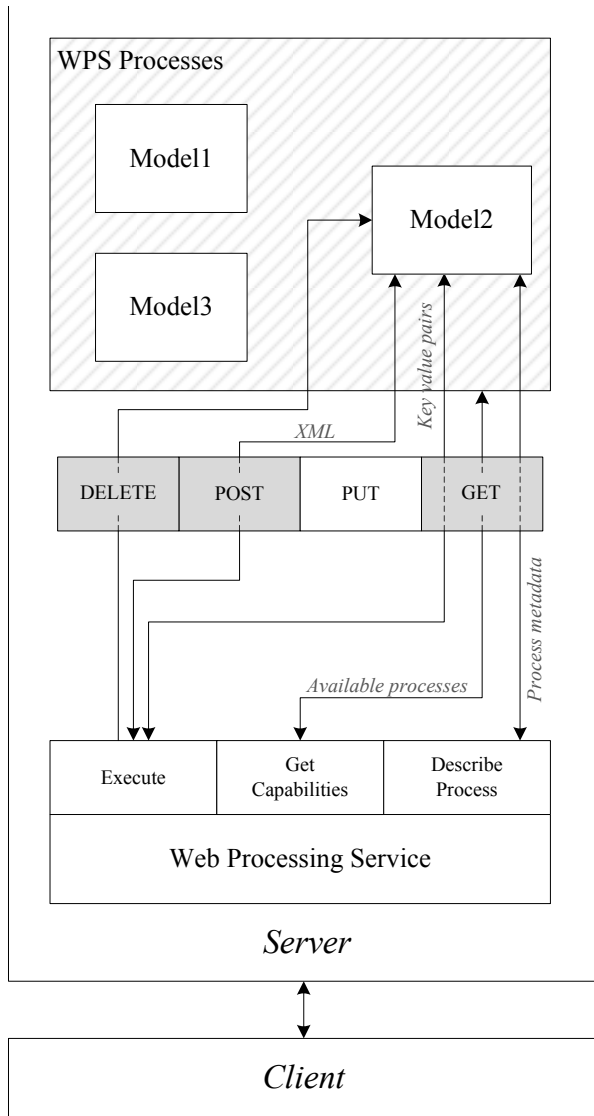 WPS Processes
Model1
Model2
Model3
Key value pairs
XML
DELETE
POST
PUT
GET
Process metadata
Available processes
Execute
Get
Capabilities
Describe
Process
Web Processing Service
Server
Client